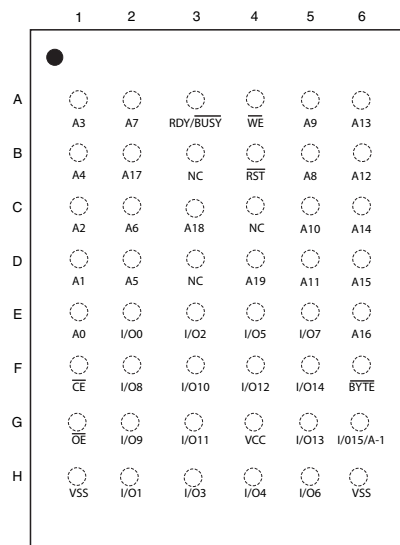 1 2 3 4 5 6
A
A3 A7 RDY/BUSY WE A9 A13
B
A4 A17 NC RST A8 A12
C
A2 A6 A18 NC A10 A14
D
A1 A5 NC A19 A11 A15
E
A0 I/O0 I/O2 I/O5 I/O7 A16
F
CE I/O8 I/O10 I/O12 I/O14 BYTE
G
OE I/O9 I/O11 VCC I/O13 I/015/A-1
H
VSS I/O1 I/O3 I/O4 I/O6 VSS